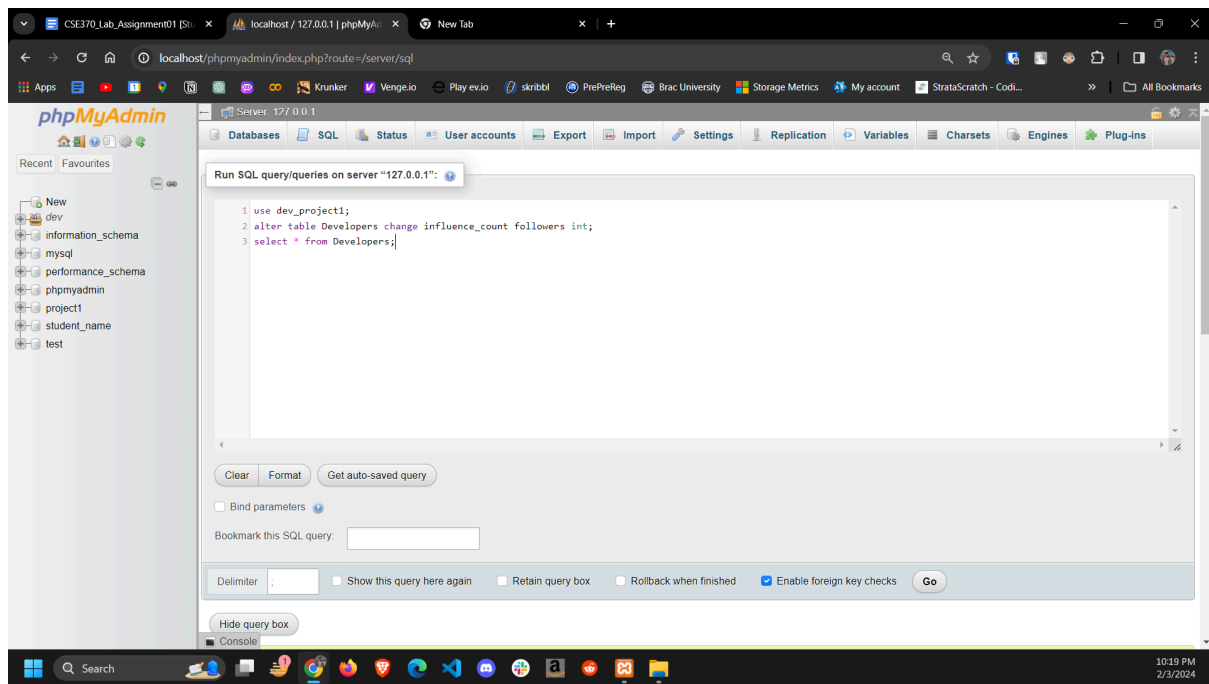 CSE370_Lab_Assignment01 [Stu
localhost / 127.0.0.1 | phpMyAd
New Tab
localhost/phpmyadmin/index.php?route=/server/sql
Apps
Krunker
Venge.io
Play ev.io
skribbl
PrePreReg
Brac University
Storage Metrics
My account
StrataScratch - Codi...
»
All Bookmarks
phpMyAdmin
Recent Favourites
New
dev
information_schema
mysql
performance_schema
phpmyadmin
project1
student_name
test
Server: 127.0.0.1
Databases SQL Status User accounts Export Import Settings Replication Variables Charsets Engines Plug-ins
Run SQL query/queries on server “127.0.0.1”:
1 use dev_project1;
2 alter table Developers change influence_count followers int;
3 select * from Developers;
Clear Format Get auto-saved query
Bind parameters
Bookmark this SQL query:
Delimiter ; Show this query here again Retain query box Rollback when finished Enable foreign key checks Go
Hide query box
Console
Search
10:19 PM
2/3/2024